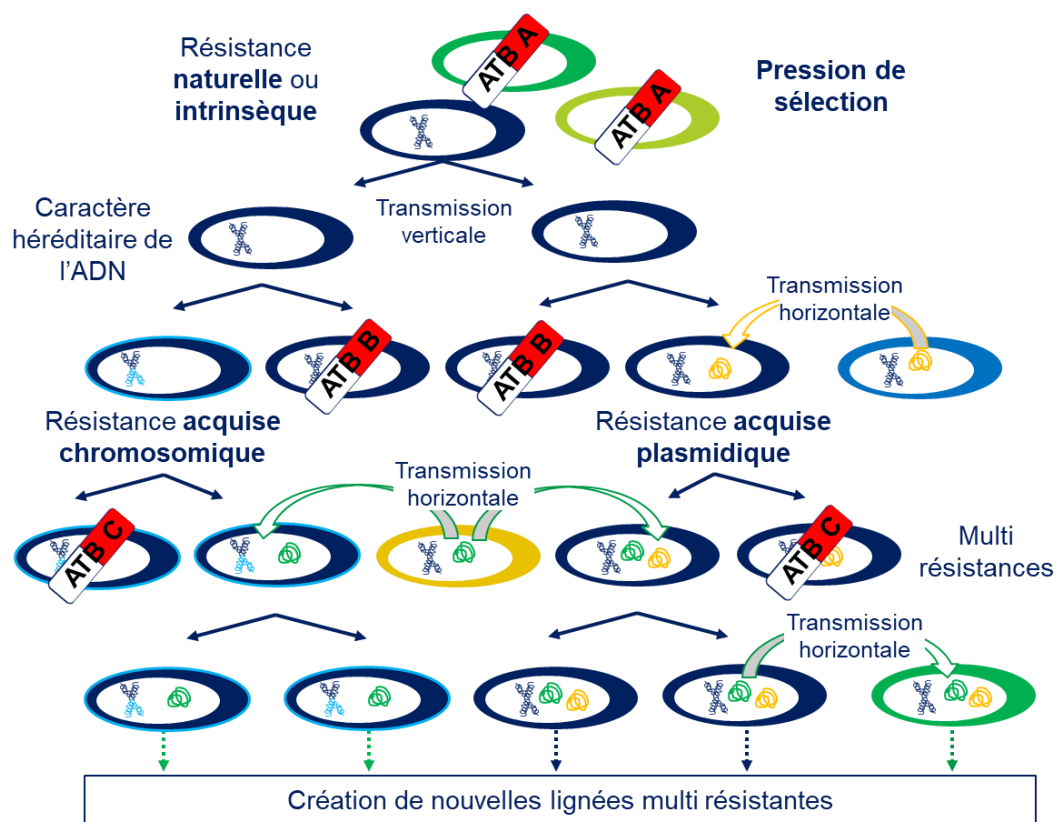 Résistance
naturelle ou
intrinsèque
ATB A
ATB A
Pression de
sélection
Caractère
héréditaire de
l'ADN
Transmission
verticale
Transmission
horizontale
ATB B
ATB B
Résistance acquise
chromosomique
Résistance acquise
plasmidique
Transmission
horizontale
ATB C
ATB C
Multi
résistances
Transmission
horizontale
Création de nouvelles lignées multi résistantes